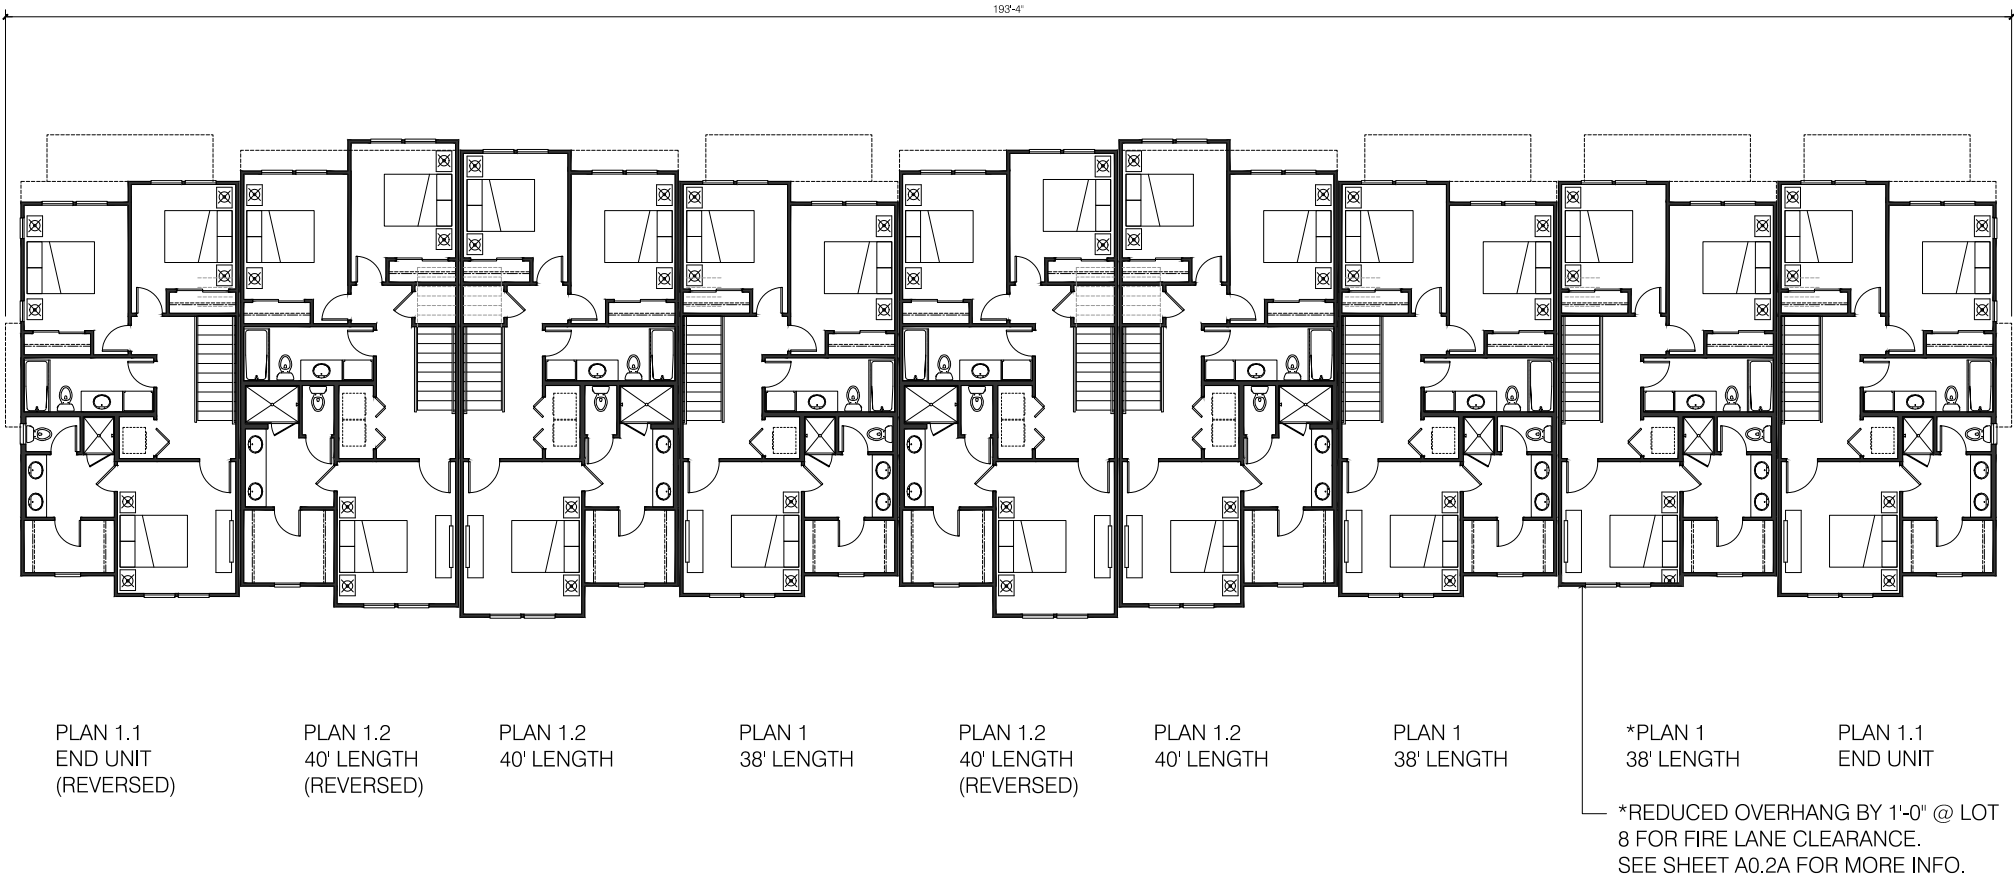 193'-4"
PLAN 1.1
END UNIT
(REVERSED)
PLAN 1.2
40' LENGTH
(REVERSED)
PLAN 1.2
40' LENGTH
PLAN 1
38' LENGTH
PLAN 1.2
40' LENGTH
(REVERSED)
PLAN 1.2
40' LENGTH
PLAN 1
38' LENGTH
*PLAN 1
38' LENGTH
PLAN 1.1
END UNIT
*REDUCED OVERHANG BY 1'-0" @ LOT
8 FOR FIRE LANE CLEARANCE.
SEE SHEET A0.2A FOR MORE INFO.